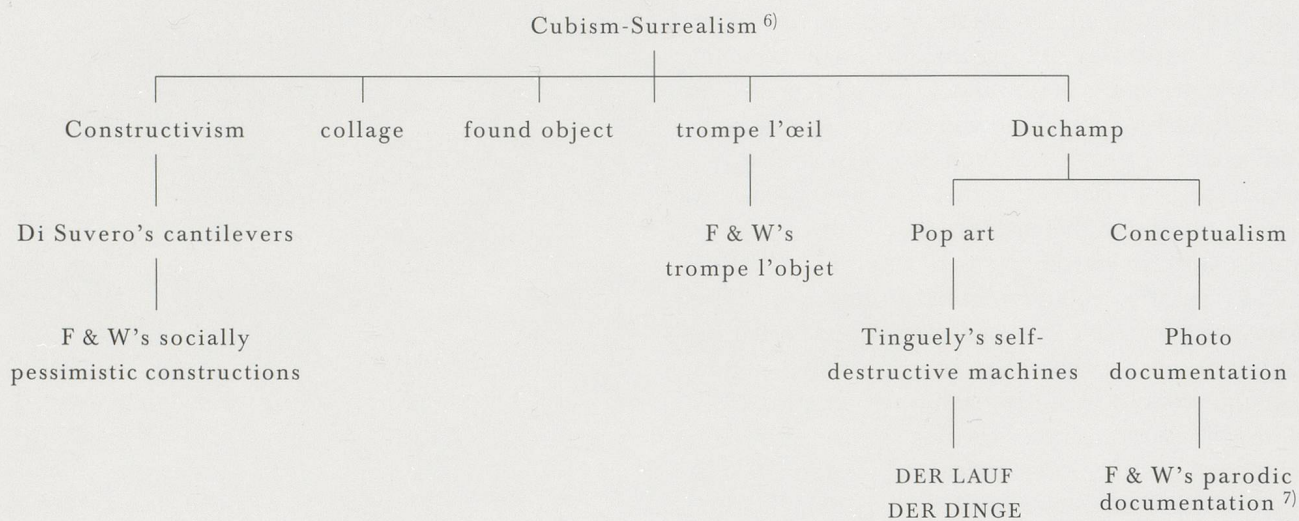 Cubism-Surrealism 6)
Constructivism
collage
found object
trompe l'œil
Duchamp
Di Suvero's cantilevers
F & W's
trompe l'objet
Pop art
Conceptualism
F & W's socially
pessimistic constructions
Tinguely's self-
destructive machines
Photo
documentation
DER LAUF
DER DINGE
F & W's parodic
documentation 7)